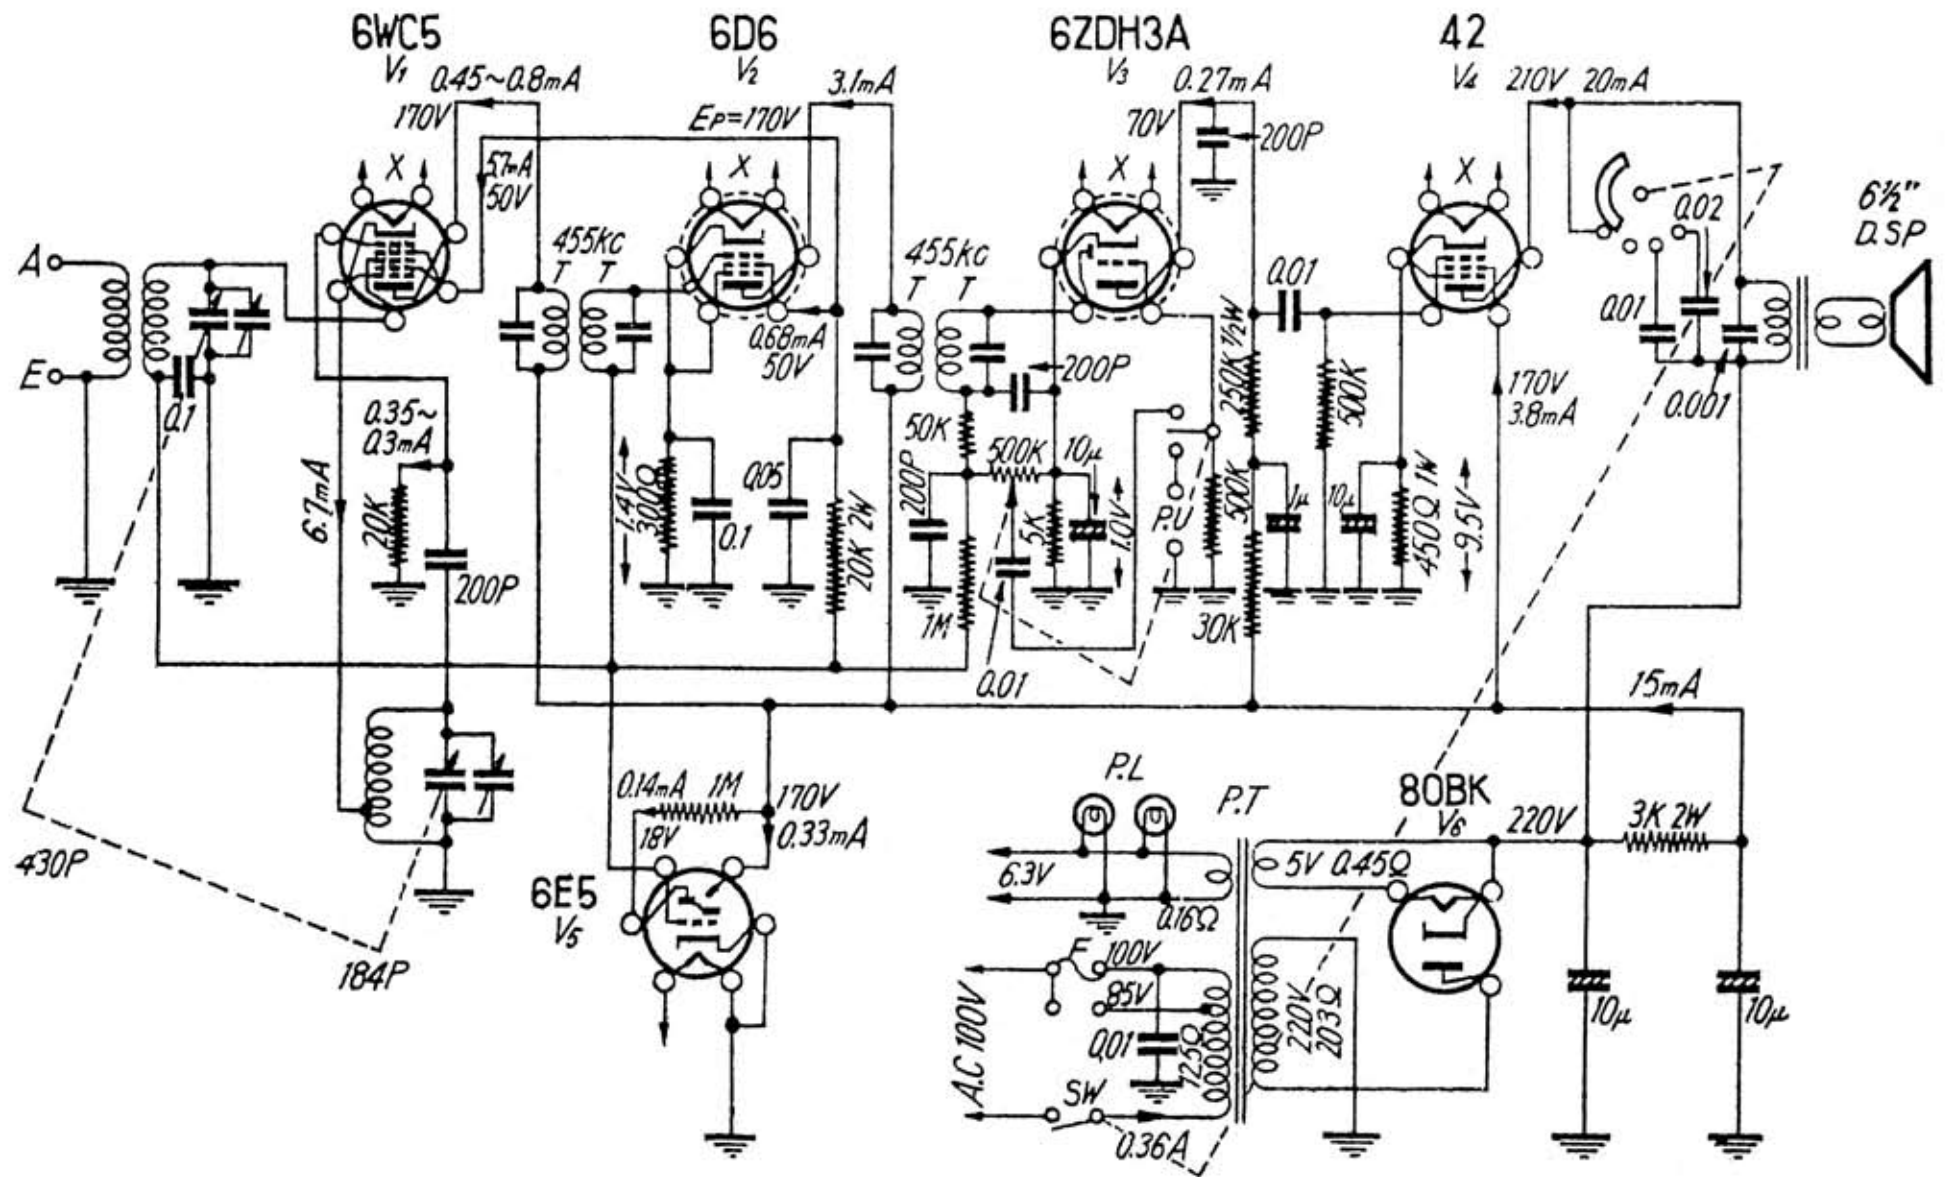 6WC5
V1
6D6
V2
6ZDH3A
V3
42
V4
0.45~0.8mA
170V
3.1mA
EP=170V
0.27mA
70V
200P
210V 20mA
X
X
X
X
5.7mA
50V
6½"
D.SP
A
E
455kc
T T
455kc
T T
0.02
0.01
0.01
0.001
0.68mA
50V
200P
250K ½W
500K
170V
3.8mA
0.1
0.35~
0.3mA
20K
200P
6.7mA
1.4V
300Ω
0.1
0.05
20K 2W
50K
500K
200P
1M
10μ
5K
1.0V
P.U
500K
30K
1μ
10μ
450Ω 1W
9.5V
0.01
15mA
430P
184P
0.14mA 1M
18V
170V
0.33mA
6E5
V5
P.L
P.T
6.3V
0.16Ω
80BK
V6
220V
3K 2W
5V 0.45Ω
F
100V
85V
A.C 100V
0.01
12.5Ω
220V
203Ω
SW
0.36A
10μ
10μ